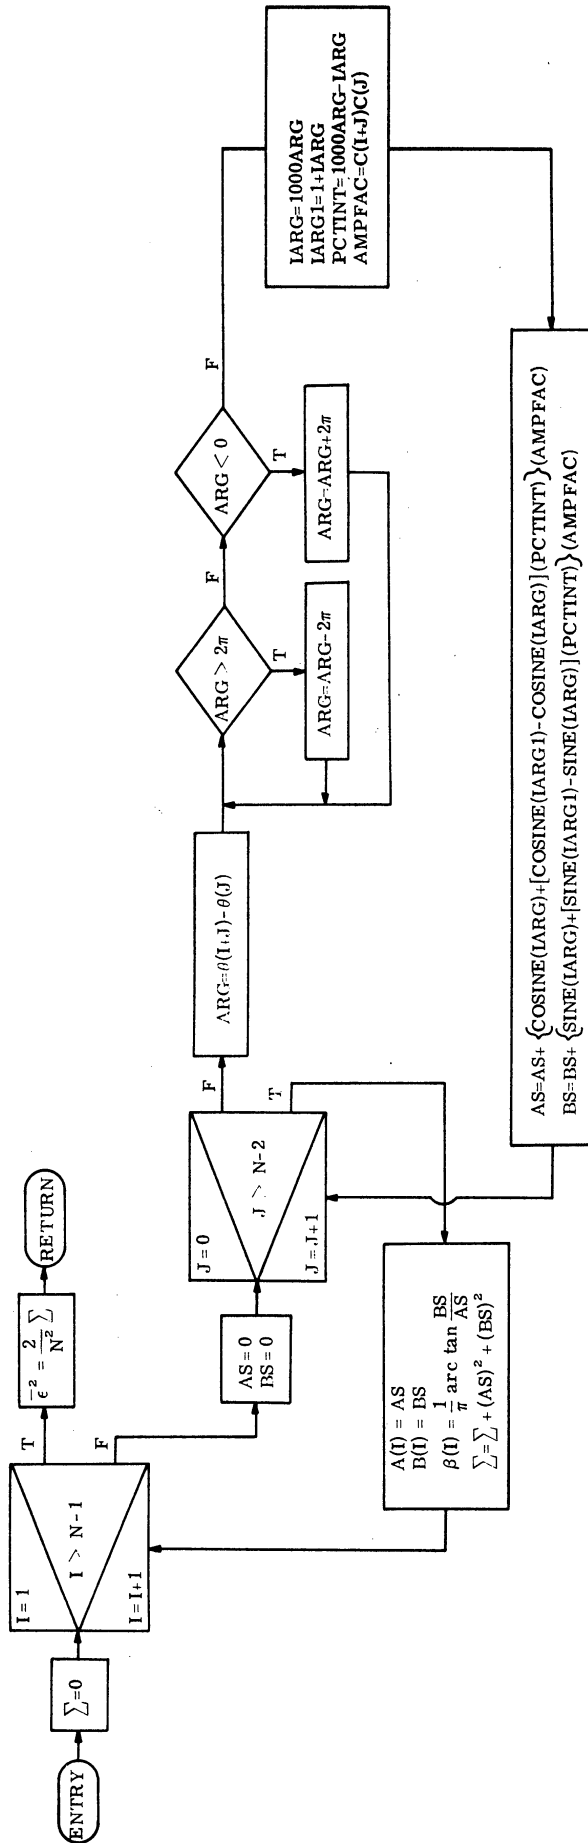 ENTRY
∑=0
I = 1
I > N-1
I = I+1
T
F
ϵ̅² = 2/N² ∑
RETURN
AS = 0
BS = 0
J = 0
J > N-2
J = J+1
F
T
A(I) = AS
B(I) = BS
β(I) = 1/π arc tan BS/AS
∑=∑ + (AS)² + (BS)²
ARG=θ(I+J)-θ(J)
ARG > 2π
F
T
ARG=ARG-2π
ARG < 0
F
T
ARG=ARG+2π
IARG=1000ARG
IARG1=1+IARG
PCTINT=1000ARG-IARG
AMPFAC=C(I+J)C(J)
AS=AS+ {COSINE(IARG)+[COSINE(IARG1)-COSINE(IARG)](PCTINT)}(AMPFAC)
BS=BS+ {SINE(IARG)+[SINE(IARG1)-SINE(IARG)](PCTINT)}(AMPFAC)